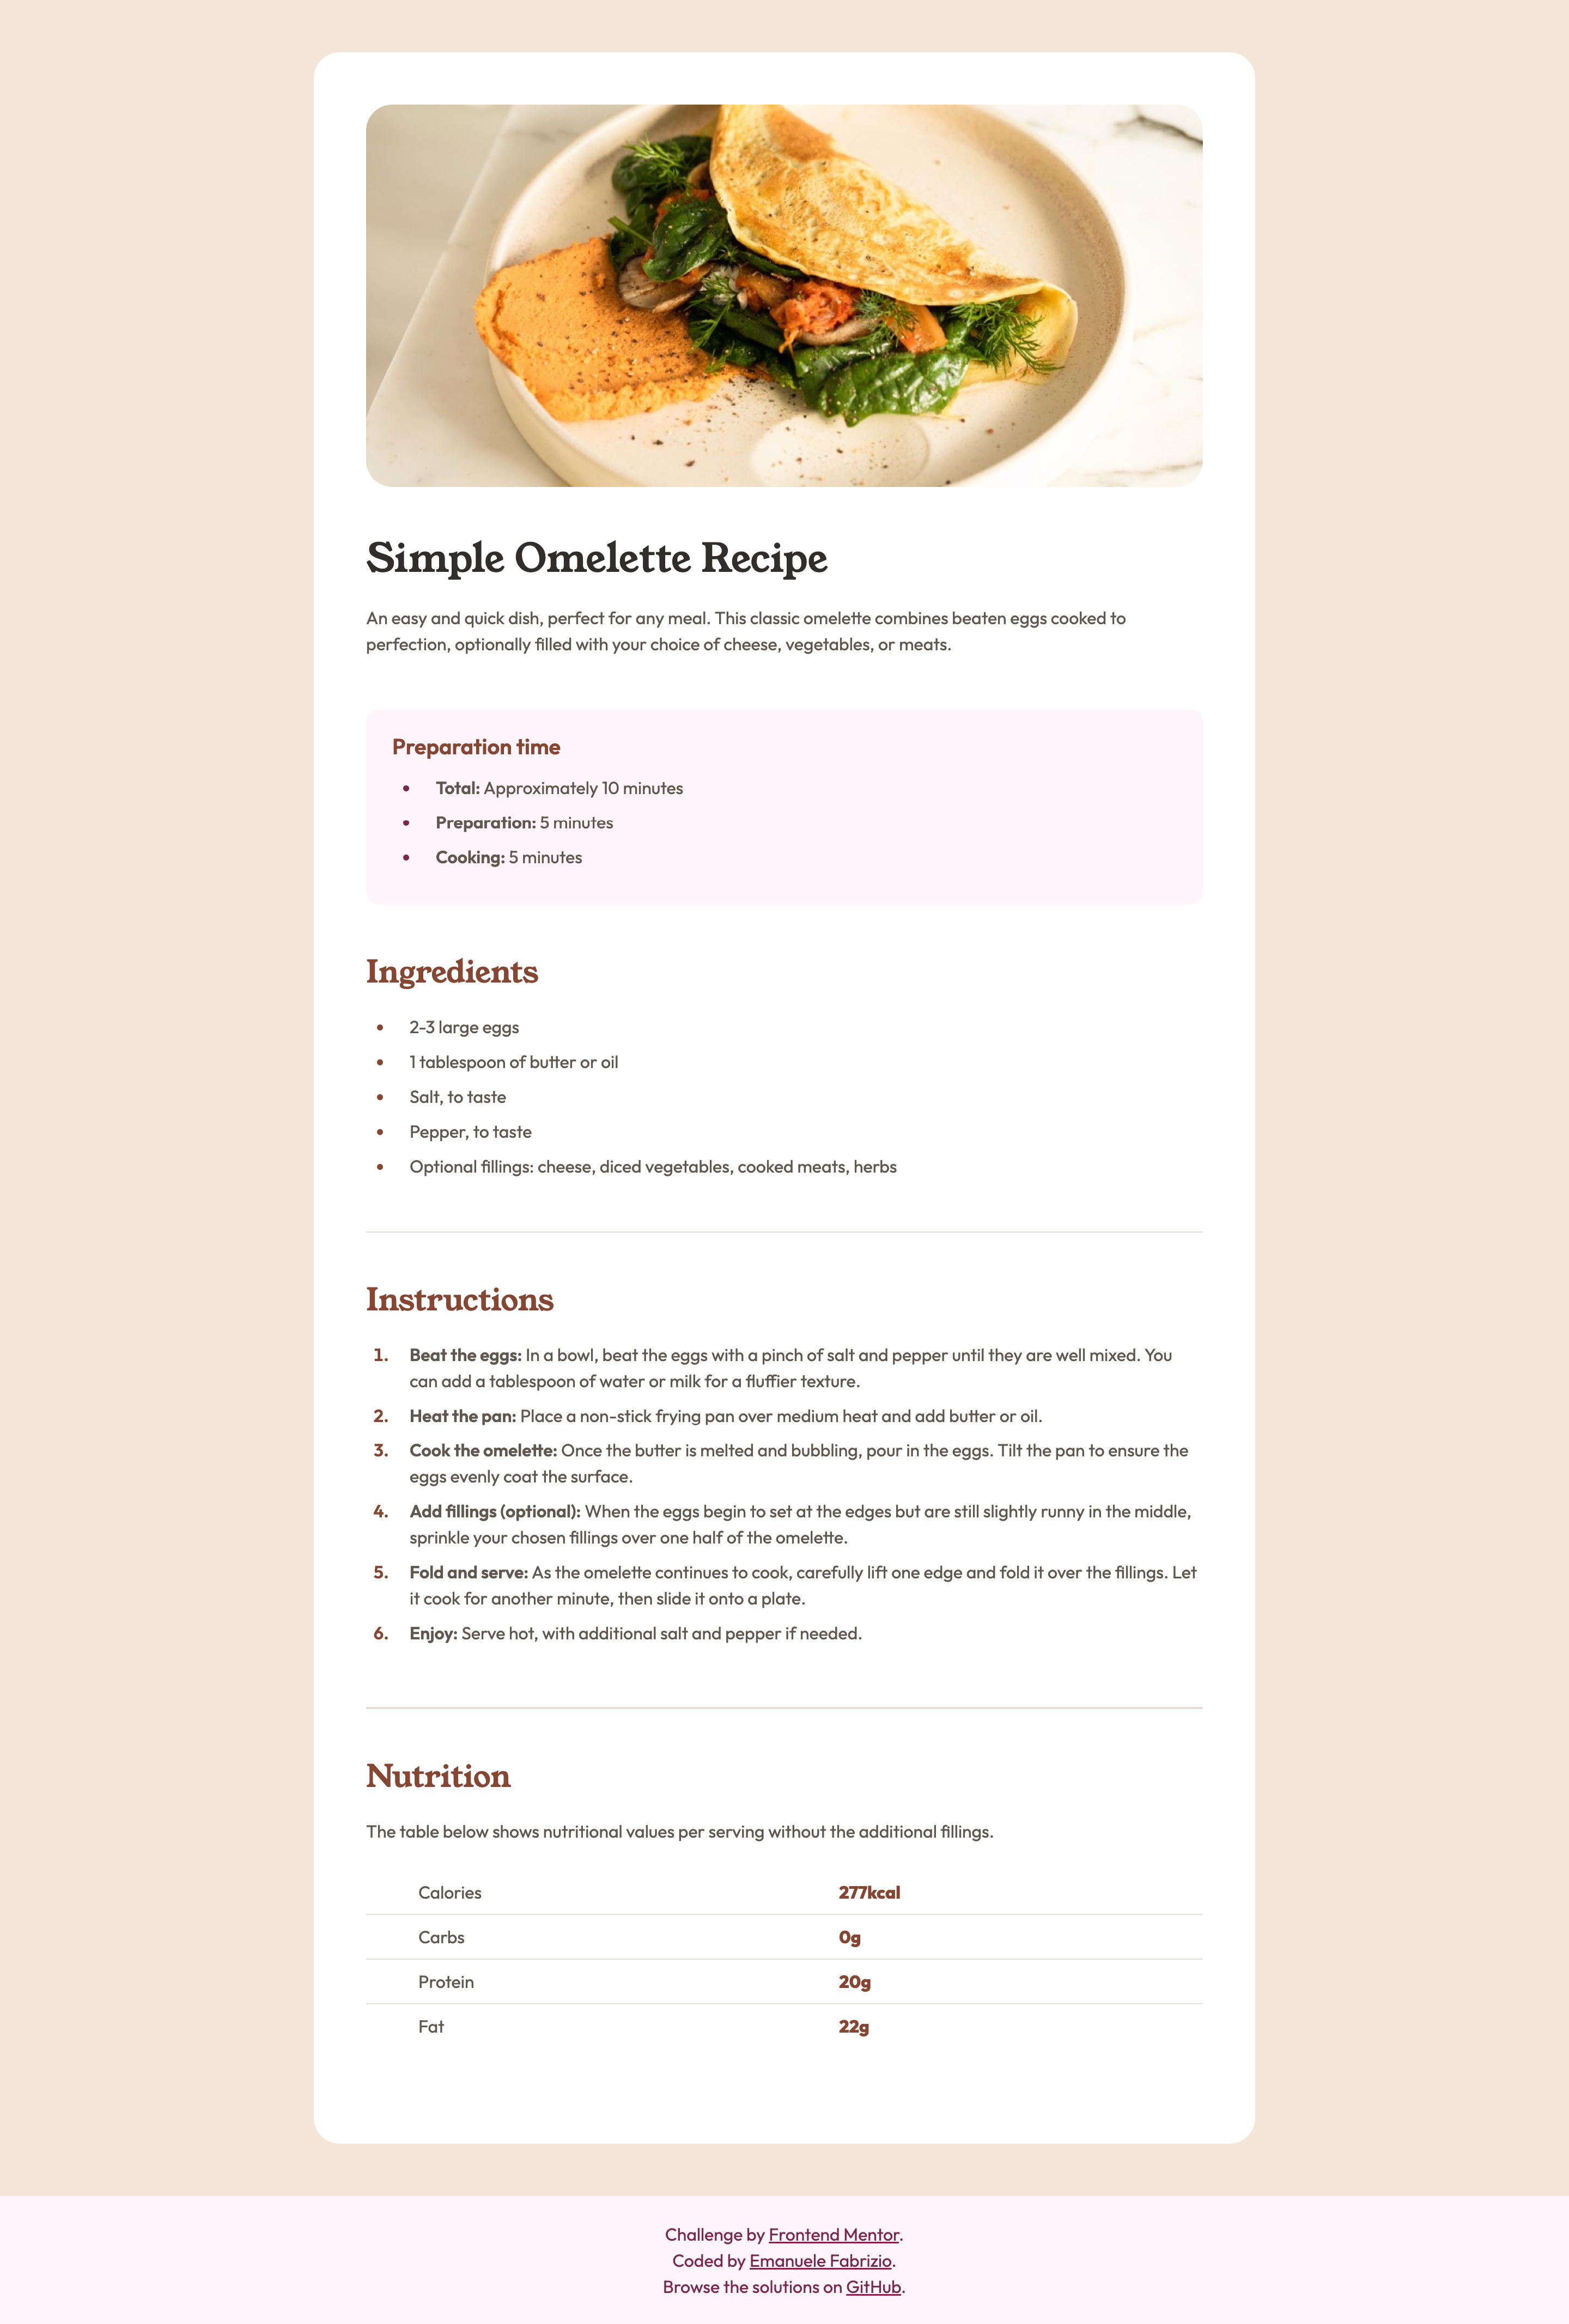 Simple Omelette Recipe
An easy and quick dish, perfect for any meal. This classic omelette combines beaten eggs cooked to
perfection, optionally filled with your choice of cheese, vegetables, or meats.
Preparation time
• Total: Approximately 10 minutes
• Preparation: 5 minutes
• Cooking: 5 minutes
Ingredients
• 2-3 large eggs
• 1 tablespoon of butter or oil
• Salt, to taste
• Pepper, to taste
• Optional fillings: cheese, diced vegetables, cooked meats, herbs
Instructions
1. Beat the eggs: In a bowl, beat the eggs with a pinch of salt and pepper until they are well mixed. You
can add a tablespoon of water or milk for a fluffier texture.
2. Heat the pan: Place a non-stick frying pan over medium heat and add butter or oil.
3. Cook the omelette: Once the butter is melted and bubbling, pour in the eggs. Tilt the pan to ensure the
eggs evenly coat the surface.
4. Add fillings (optional): When the eggs begin to set at the edges but are still slightly runny in the middle,
sprinkle your chosen fillings over one half of the omelette.
5. Fold and serve: As the omelette continues to cook, carefully lift one edge and fold it over the fillings. Let
it cook for another minute, then slide it onto a plate.
6. Enjoy: Serve hot, with additional salt and pepper if needed.
Nutrition
The table below shows nutritional values per serving without the additional fillings.
Calories 277kcal
Carbs 0g
Protein 20g
Fat 22g
Challenge by Frontend Mentor.
Coded by Emanuele Fabrizio.
Browse the solutions on GitHub.